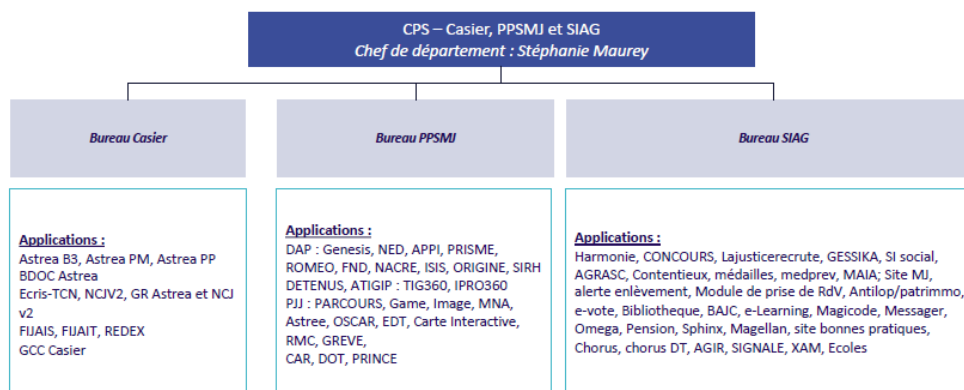 CPS – Casier, PPSMJ et SIAG
Chef de département : Stéphanie Maurey
Bureau Casier
Bureau PPSMJ
Bureau SIAG
Applications :
Astrea B3, Astrea PM, Astrea PP
BDOC Astrea
Ecris-TCN, NCJV2, GR Astrea et NCJ
v2
FIJAIS, FIJAIT, REDEX
GCC Casier
Applications :
DAP : Genesis, NED, APPI, PRISME,
ROMEO, FND, NACRE, ISIS, ORIGINE, SIRH
DETENUS, ATIGIP : TIG360, IPRO360
PJJ : PARCOURS, Game, Image, MNA,
Astree, OSCAR, EDT, Carte Interactive,
RMC, GREVE,
CAR, DOT, PRINCE
Applications :
Harmonie, CONCOURS, Lajusticerecrute, GESSIKA, SI social,
AGRASC, Contentieux, médailles, medprev, MAIA; Site MJ,
alerte enlèvement, Module de prise de RdV, Antilop/patrimmo,
e-vote, Bibliotheque, BAJC, e-Learning, Magicode, Messager,
Omega, Pension, Sphinx, Magellan, site bonnes pratiques,
Chorus, chorus DT, AGIR, SIGNALE, XAM, Ecoles